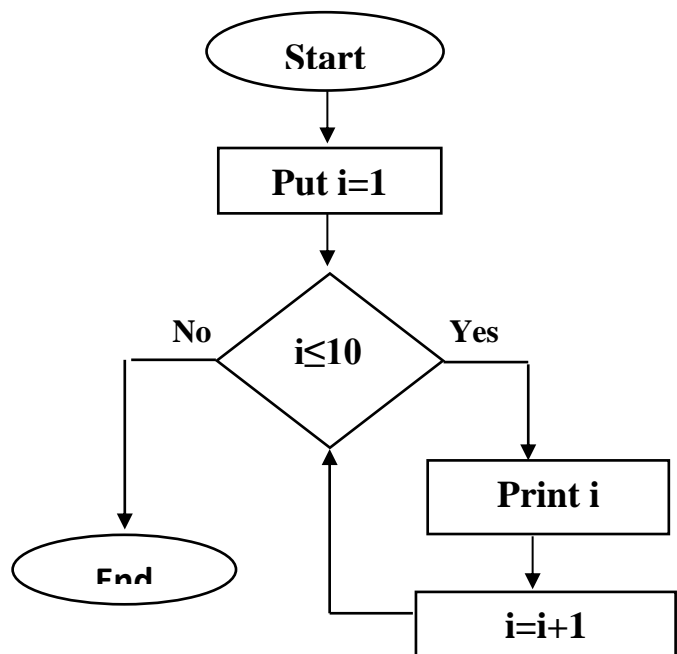 Start
Put i=1
i≤10
No
Yes
Print i
i=i+1
End